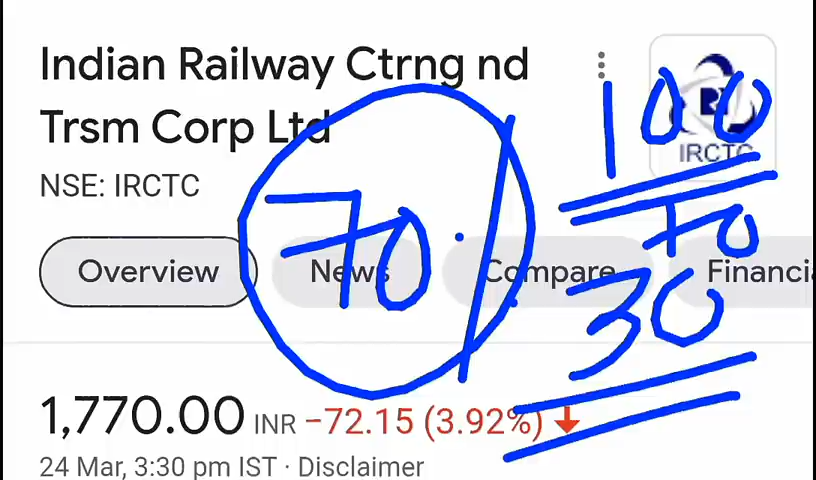 Indian Railway Ctrng nd
Trsm Corp Ltd
IRCTC
NSE: IRCTC
100
70
30
70.%
Overview
News
Compare
Financi
1,770.00 INR −72.15 (3.92%)
24 Mar, 3:30 pm IST · Disclaimer